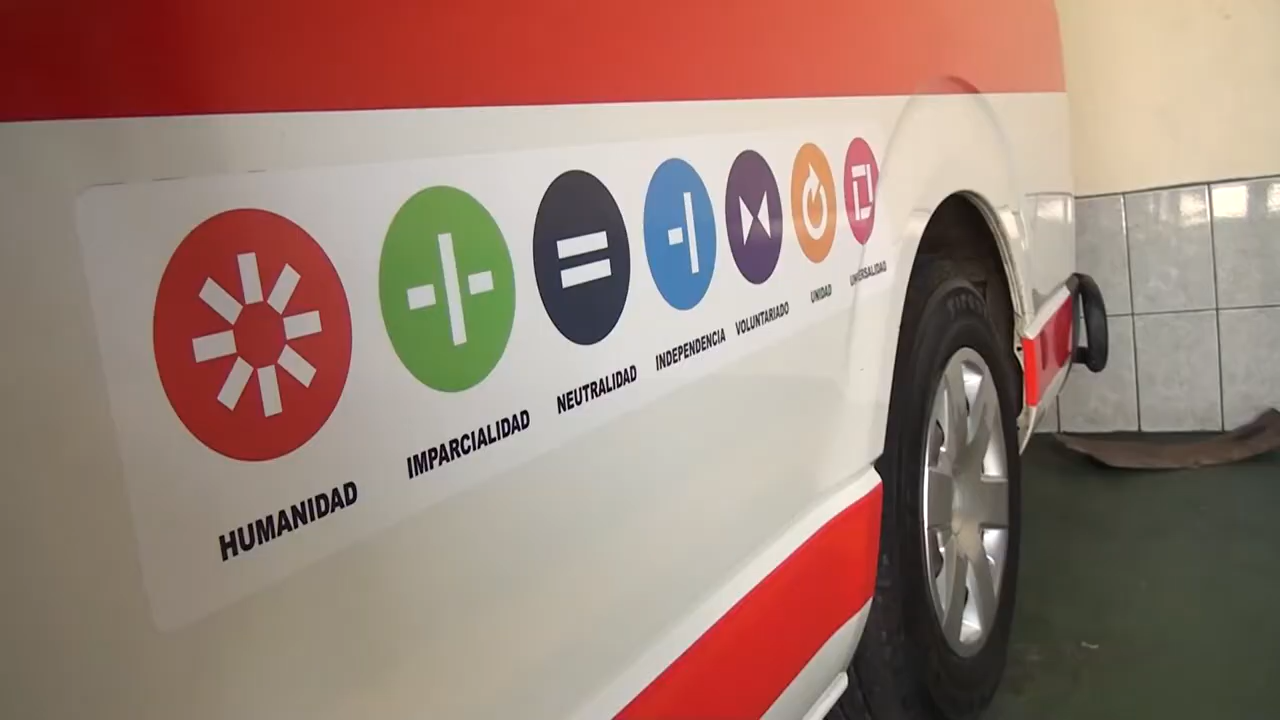 HUMANIDAD
IMPARCIALIDAD
NEUTRALIDAD
INDEPENDENCIA
VOLUNTARIADO
UNIDAD
UNIVERSALIDAD